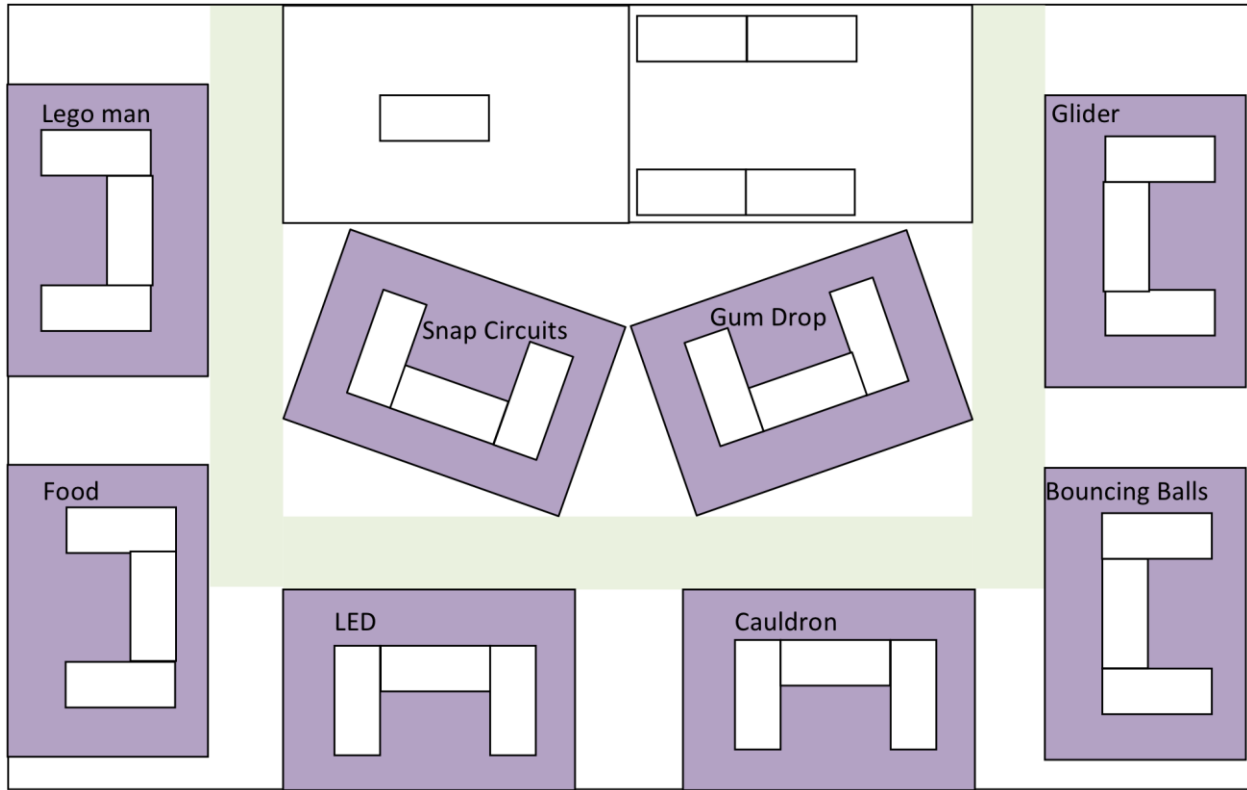 Lego man
Glider
Snap Circuits
Gum Drop
Food
Bouncing Balls
LED
Cauldron